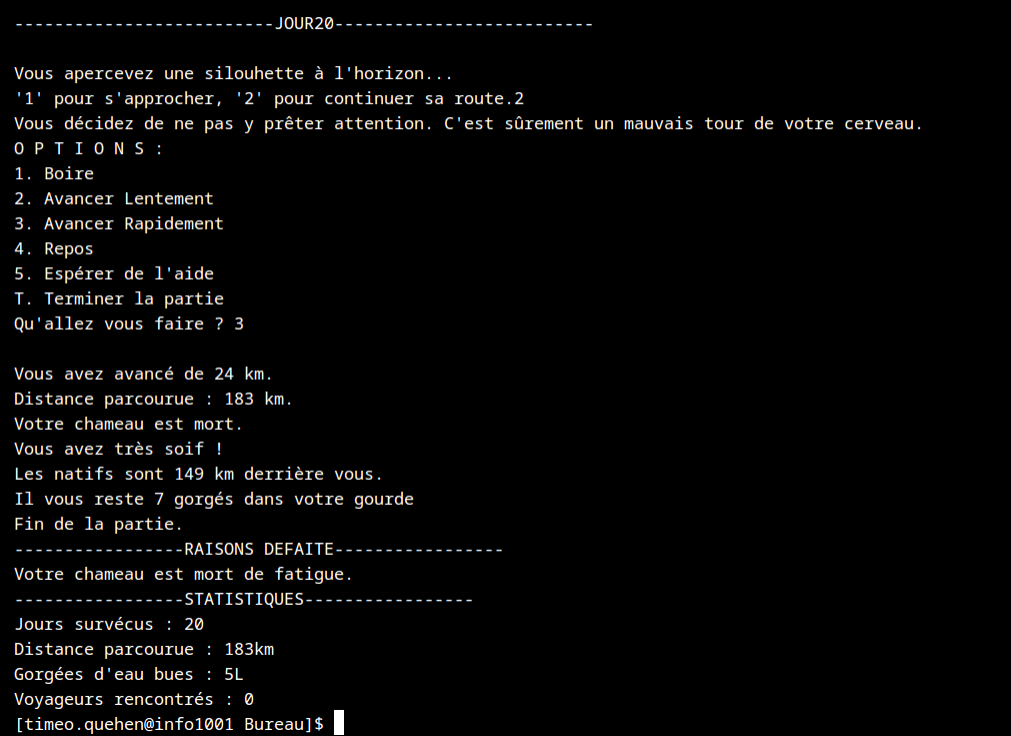 --------------------------JOUR20--------------------------
Vous apercevez une silouhette à l'horizon...
'1' pour s'approcher, '2' pour continuer sa route.2
Vous décidez de ne pas y prêter attention. C'est sûrement un mauvais tour de votre cerveau.
O P T I O N S :
1. Boire
2. Avancer Lentement
3. Avancer Rapidement
4. Repos
5. Espérer de l'aide
T. Terminer la partie
Qu'allez vous faire ? 3
Vous avez avancé de 24 km.
Distance parcourue : 183 km.
Votre chameau est mort.
Vous avez très soif !
Les natifs sont 149 km derrière vous.
Il vous reste 7 gorgés dans votre gourde
Fin de la partie.
-----------------RAISONS DEFAITE-----------------
Votre chameau est mort de fatigue.
-----------------STATISTIQUES-----------------
Jours survécus : 20
Distance parcourue : 183km
Gorgées d'eau bues : 5L
Voyageurs rencontrés : 0
[timeo.quehen@info1001 Bureau]$